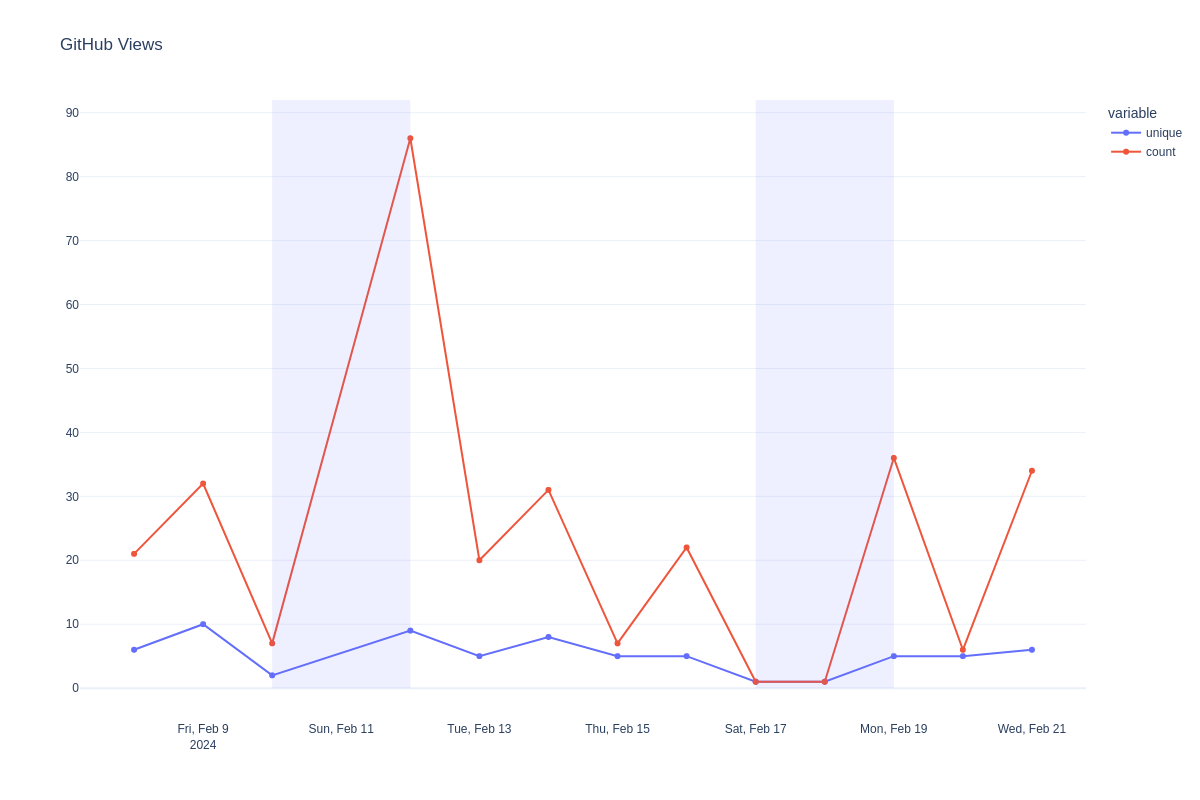 GitHub Views
90
80
70
60
50
40
30
20
10
0
Fri, Feb 9
2024
Sun, Feb 11
Tue, Feb 13
Thu, Feb 15
Sat, Feb 17
Mon, Feb 19
Wed, Feb 21
variable
unique
count